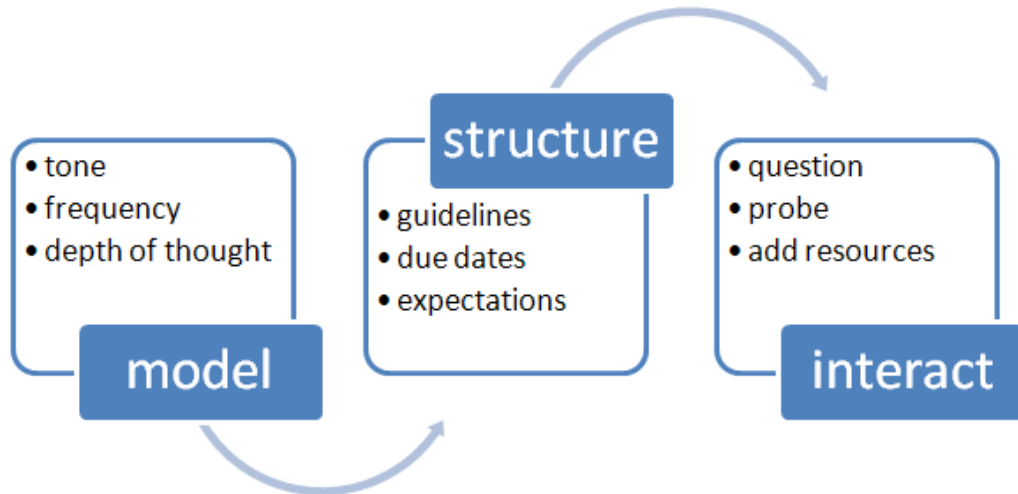 • tone
• frequency
• depth of thought
model
structure
• guidelines
• due dates
• expectations
• question
• probe
• add resources
interact